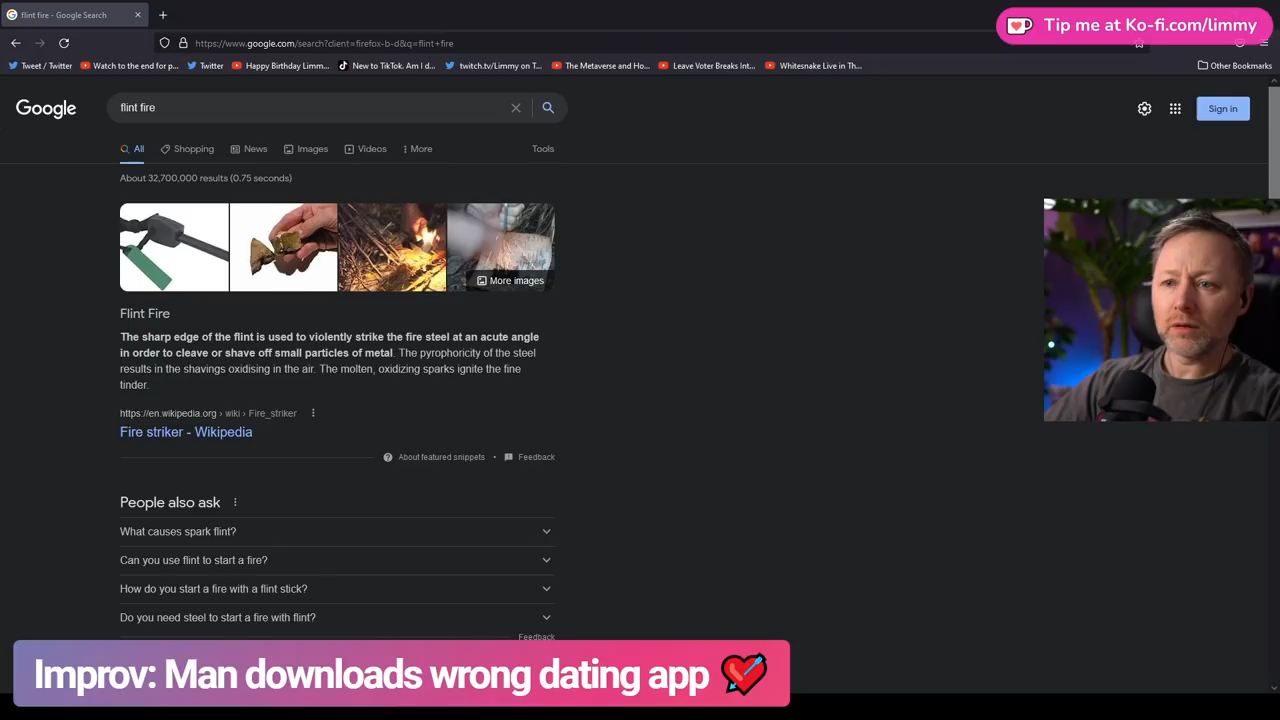 flint fire - Google Search
Tip me at Ko-fi.com/limmy
https://www.google.com/search?client=firefox-b-d&q=flint+fire
Tweet / Twitter
Watch to the end for p...
Twitter
Happy Birthday Limm...
New to TikTok. Am I d...
twitch.tv/Limmy on T...
The Metaverse and Ho...
Leave Voter Breaks Int...
Whitesnake Live in Th...
Other Bookmarks
Google
flint fire
Sign in
All
Shopping
News
Images
Videos
More
Tools
About 32,700,000 results (0.75 seconds)
More images
Flint Fire
The sharp edge of the flint is used to violently strike the fire steel at an acute angle
in order to cleave or shave off small particles of metal. The pyrophoricity of the steel
results in the shavings oxidising in the air. The molten, oxidizing sparks ignite the fine
tinder.
https://en.wikipedia.org › wiki › Fire_striker
Fire striker - Wikipedia
About featured snippets • Feedback
People also ask
What causes spark flint?
Can you use flint to start a fire?
How do you start a fire with a flint stick?
Do you need steel to start a fire with flint?
Feedback
Improv: Man downloads wrong dating app